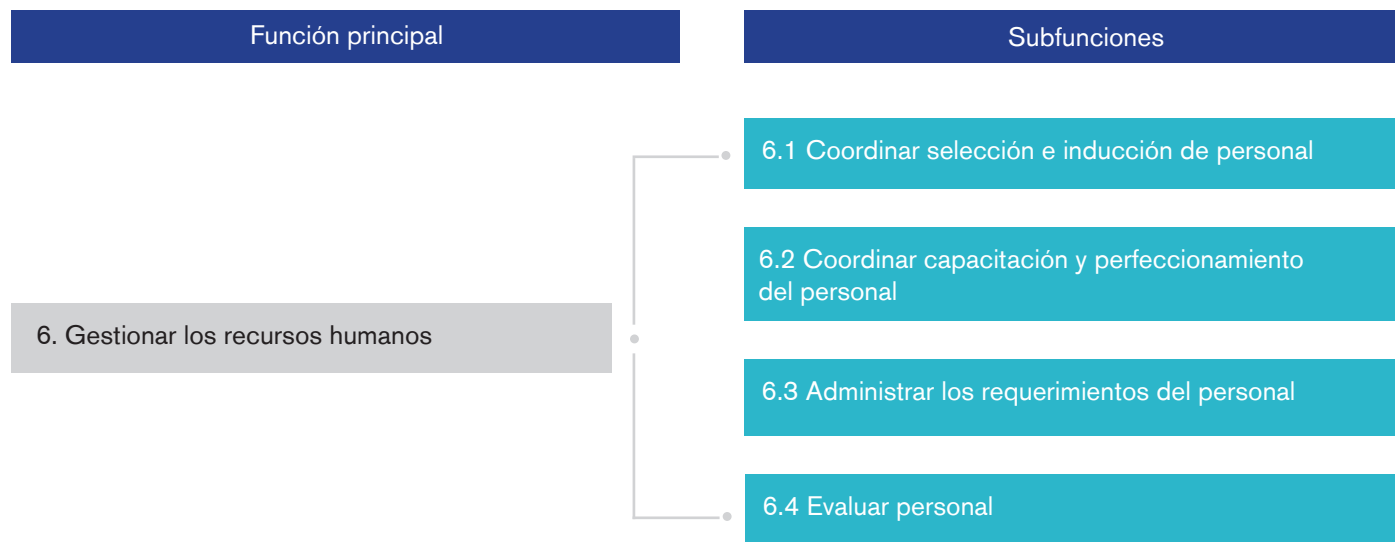 Función principal
Subfunciones
6.1 Coordinar selección e inducción de personal
6.2 Coordinar capacitación y perfeccionamiento
del personal
6. Gestionar los recursos humanos
6.3 Administrar los requerimientos del personal
6.4 Evaluar personal